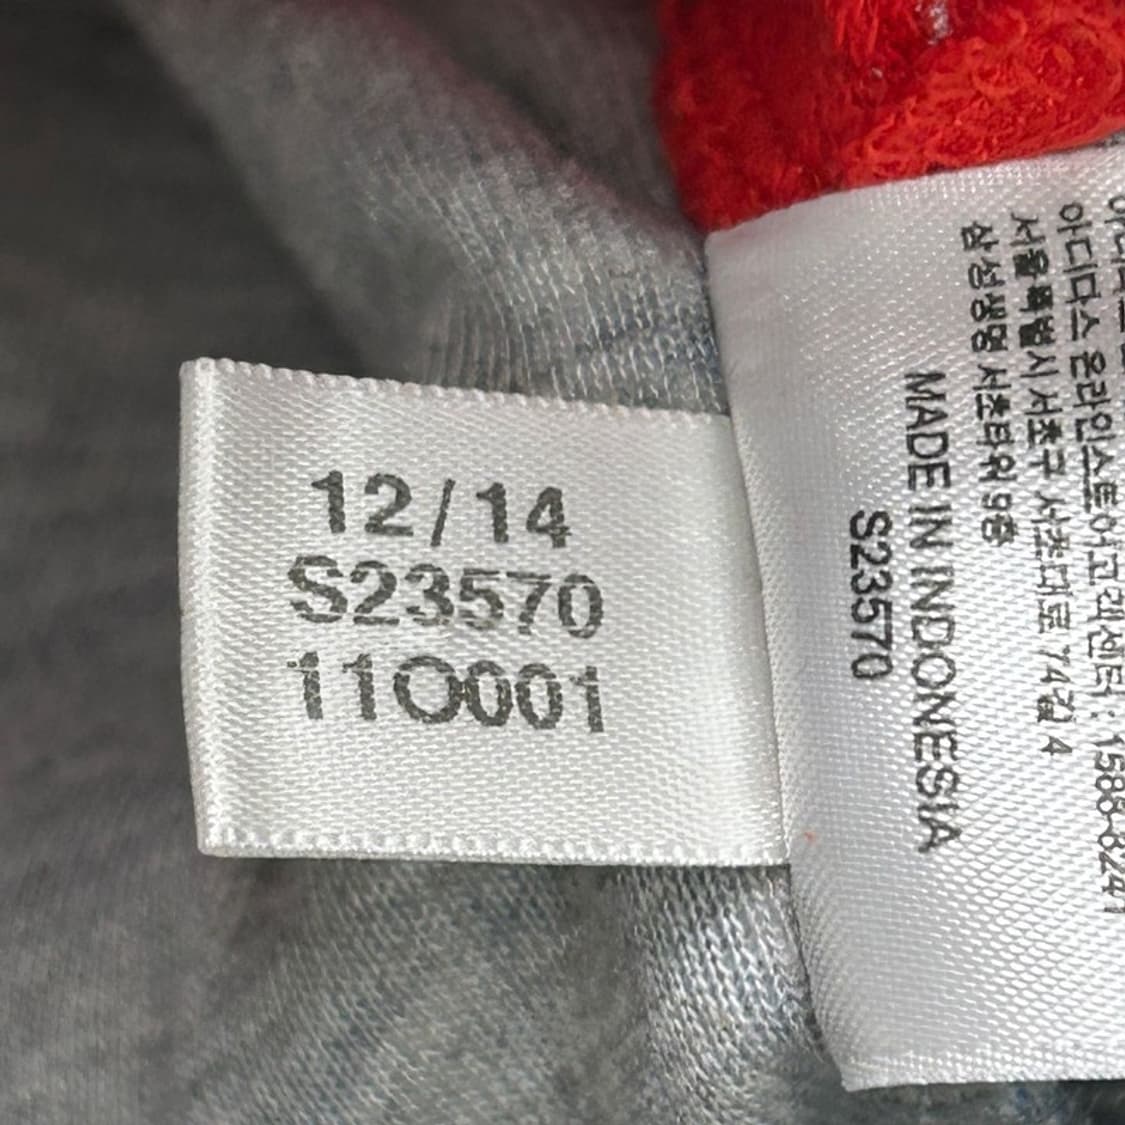 12/14
S23570
11O001
S23570
MADE IN INDONESIA
삼성생명 서초타워 9층
서울특별시 서초구 서초대로 74길 4
아디다스 온라인스토어고객센터 : 1588-8241